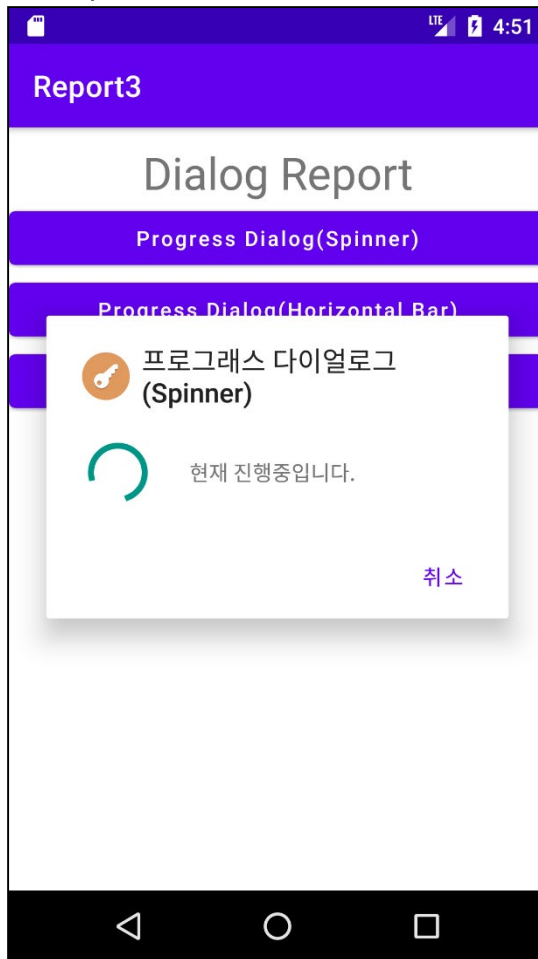 LTE 4:51
Report3
Dialog Report
Progress Dialog(Spinner)
Progress Dialog(Horizontal Bar)
프로그래스 다이얼로그
(Spinner)
현재 진행중입니다.
취소